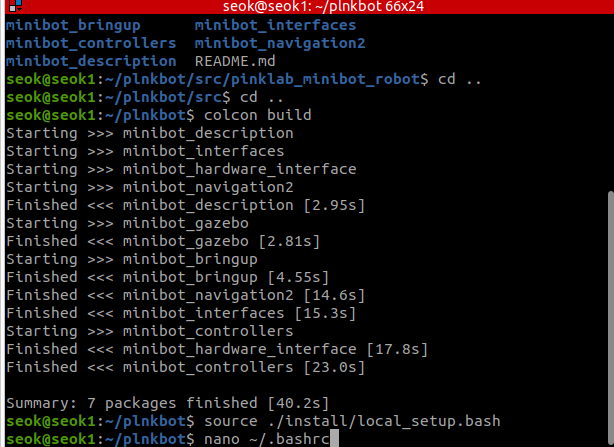 seok@seok1: ~/plnkbot 66x24
minibot_bringup minibot_interfaces
minibot_controllers minibot_navigation2
minibot_description README.md
seok@seok1:~/plnkbot/src/pinklab_minibot_robot$ cd ..
seok@seok1:~/plnkbot/src$ cd ..
seok@seok1:~/plnkbot$ colcon build
Starting >>> minibot_description
Starting >>> minibot_interfaces
Starting >>> minibot_hardware_interface
Starting >>> minibot_navigation2
Finished <<< minibot_description [2.95s]
Starting >>> minibot_gazebo
Finished <<< minibot_gazebo [2.81s]
Starting >>> minibot_bringup
Finished <<< minibot_bringup [4.55s]
Finished <<< minibot_navigation2 [14.6s]
Finished <<< minibot_interfaces [15.3s]
Starting >>> minibot_controllers
Finished <<< minibot_hardware_interface [17.8s]
Finished <<< minibot_controllers [23.0s]
Summary: 7 packages finished [40.2s]
seok@seok1:~/plnkbot$ source ./install/local_setup.bash
seok@seok1:~/plnkbot$ nano ~/.bashrc